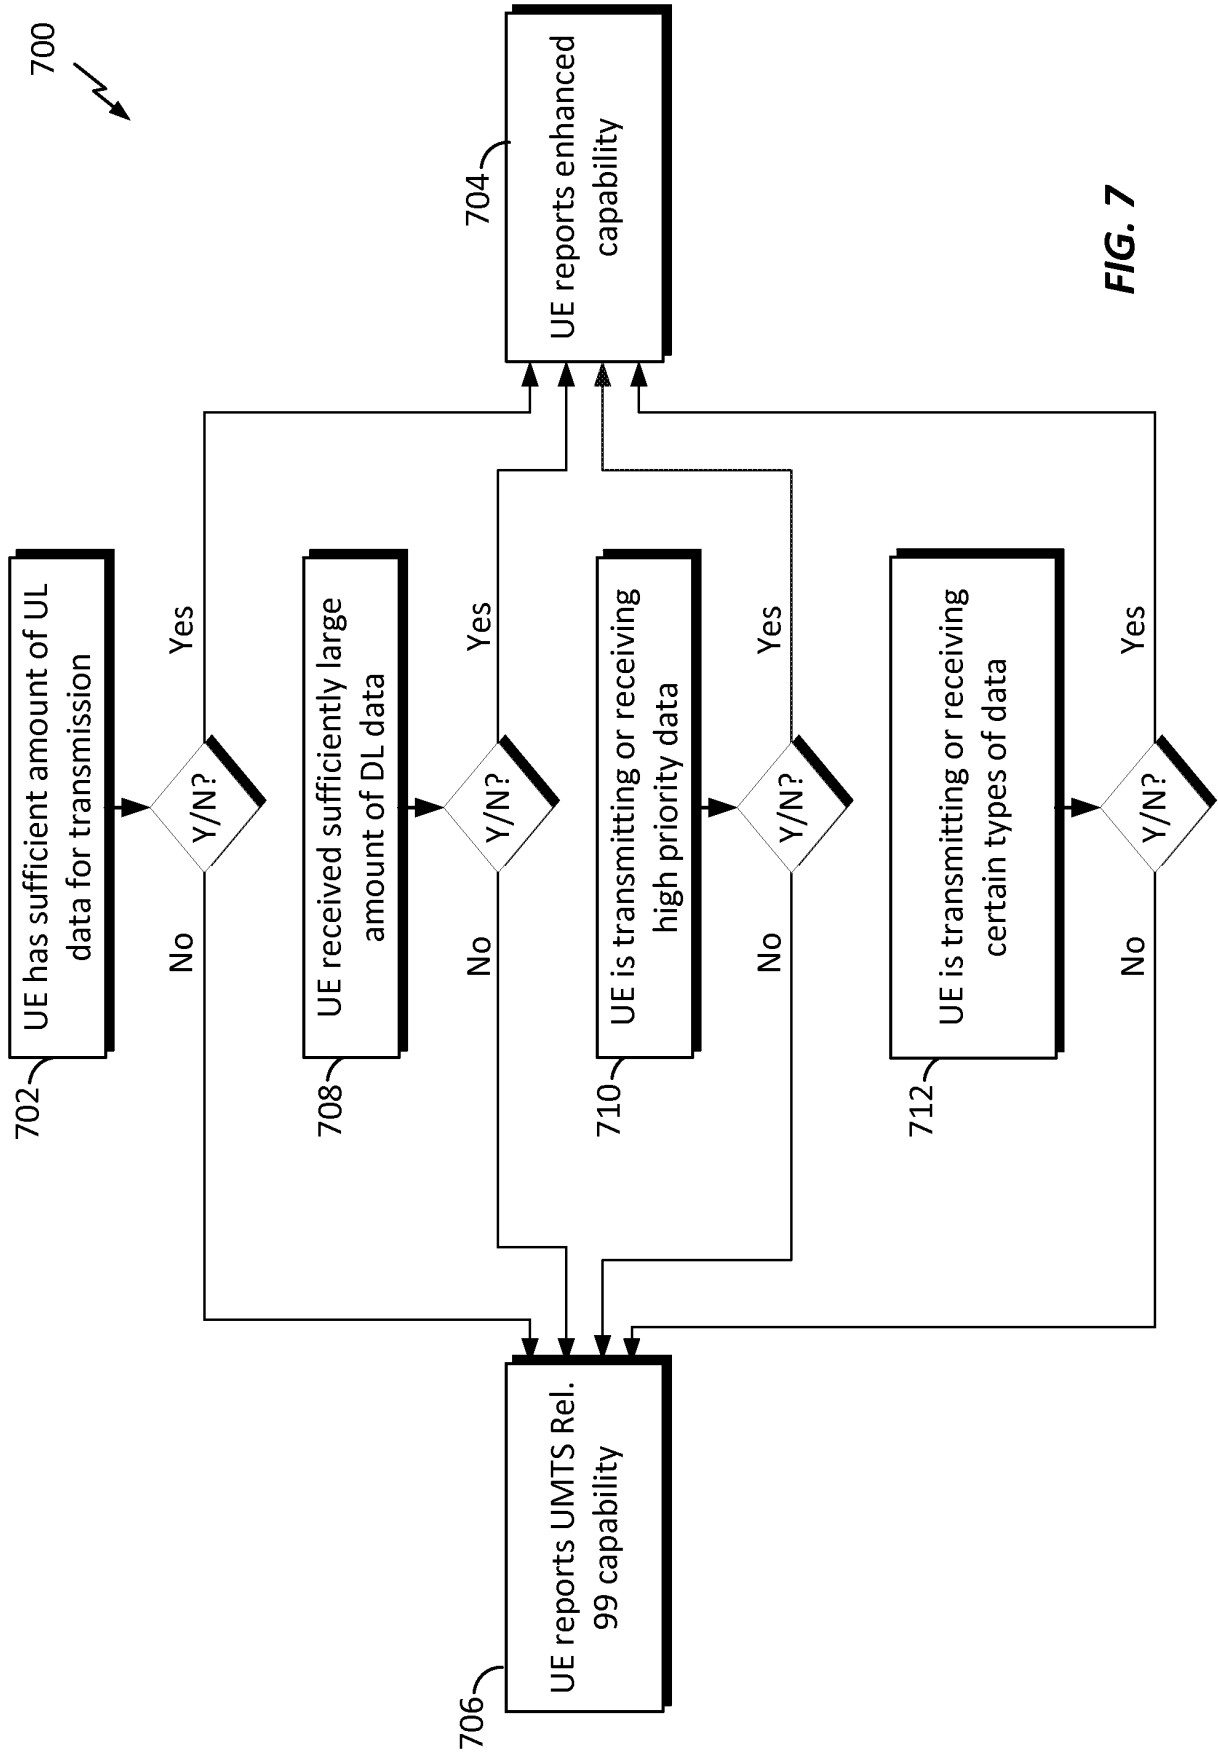 700
702
UE has sufficient amount of UL
data for transmission
Y/N?
No
Yes
708
UE received sufficiently large
amount of DL data
Y/N?
No
Yes
706
UE reports UMTS Rel.
99 capability
704
UE reports enhanced
capability
710
UE is transmitting or receiving
high priority data
Y/N?
No
Yes
712
UE is transmitting or receiving
certain types of data
Y/N?
No
Yes
FIG. 7